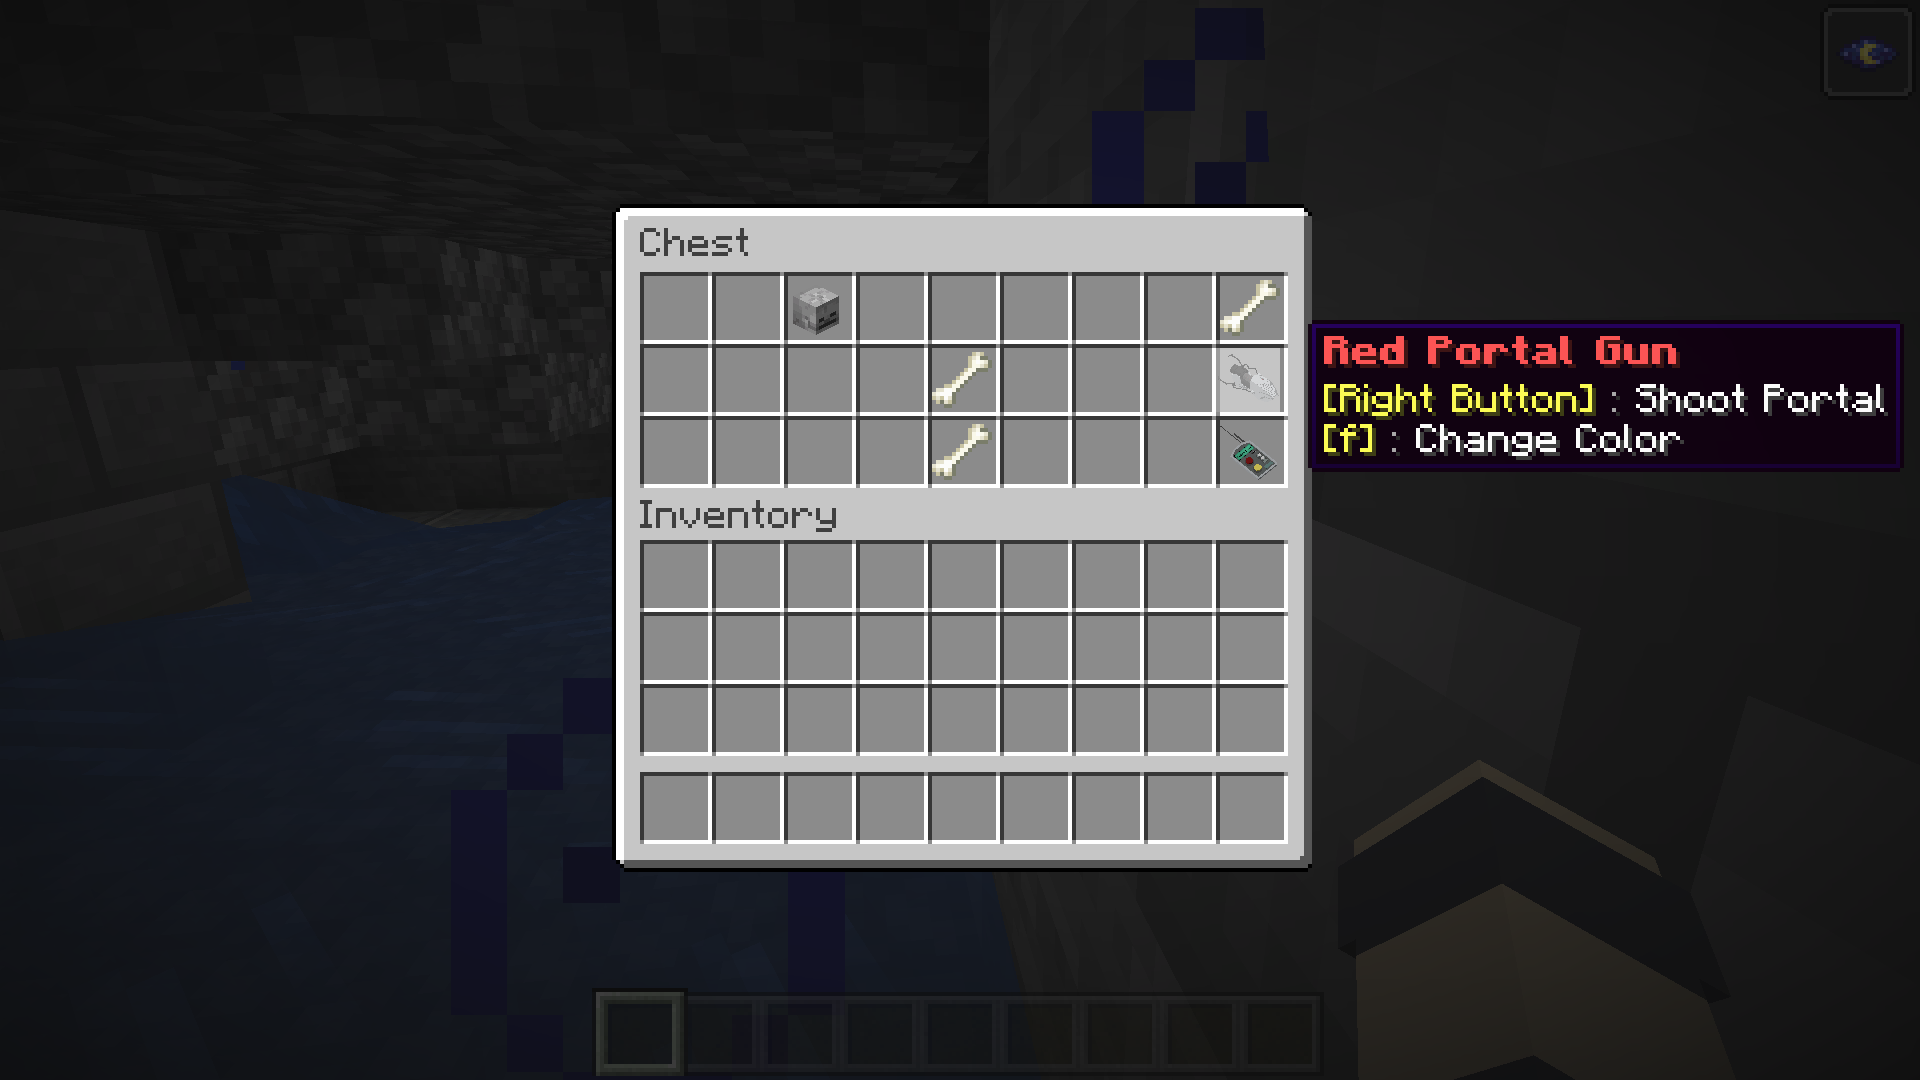 Chest
Red Portal Gun
[Right Button] : Shoot Portal
[f] : Change Color
Inventory